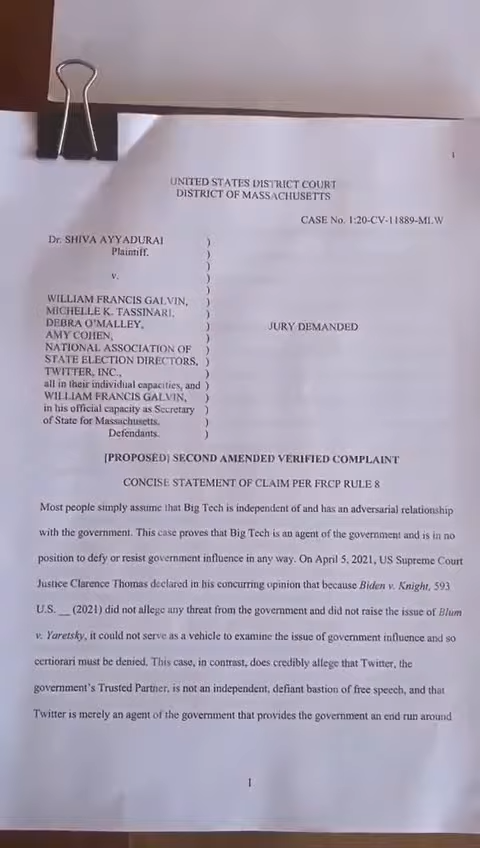 1
UNITED STATES DISTRICT COURT
DISTRICT OF MASSACHUSETTS
CASE No. 1:20-CV-11889-MLW
Dr. SHIVA AYYADURAI )
Plaintiff. )
)
v. )
)
WILLIAM FRANCIS GALVIN, )
MICHELLE K. TASSINARI, )
DEBRA O'MALLEY, ) JURY DEMANDED
AMY COHEN, )
NATIONAL ASSOCIATION OF )
STATE ELECTION DIRECTORS, )
TWITTER, INC., )
all in their individual capacities, and )
WILLIAM FRANCIS GALVIN, )
in his official capacity as Secretary )
of State for Massachusetts. )
Defendants. )
[PROPOSED] SECOND AMENDED VERIFIED COMPLAINT
CONCISE STATEMENT OF CLAIM PER FRCP RULE 8
Most people simply assume that Big Tech is independent of and has an adversarial relationship
with the government. This case proves that Big Tech is an agent of the government and is in no
position to defy or resist government influence in any way. On April 5, 2021, US Supreme Court
Justice Clarence Thomas declared in his concurring opinion that because Biden v. Knight, 593
U.S. __ (2021) did not allege any threat from the government and did not raise the issue of Blum
v. Yaretsky, it could not serve as a vehicle to examine the issue of government influence and so
certiorari must be denied. This case, in contrast, does credibly allege that Twitter, the
government's Trusted Partner, is not an independent, defiant bastion of free speech, and that
Twitter is merely an agent of the government that provides the government an end run around
1